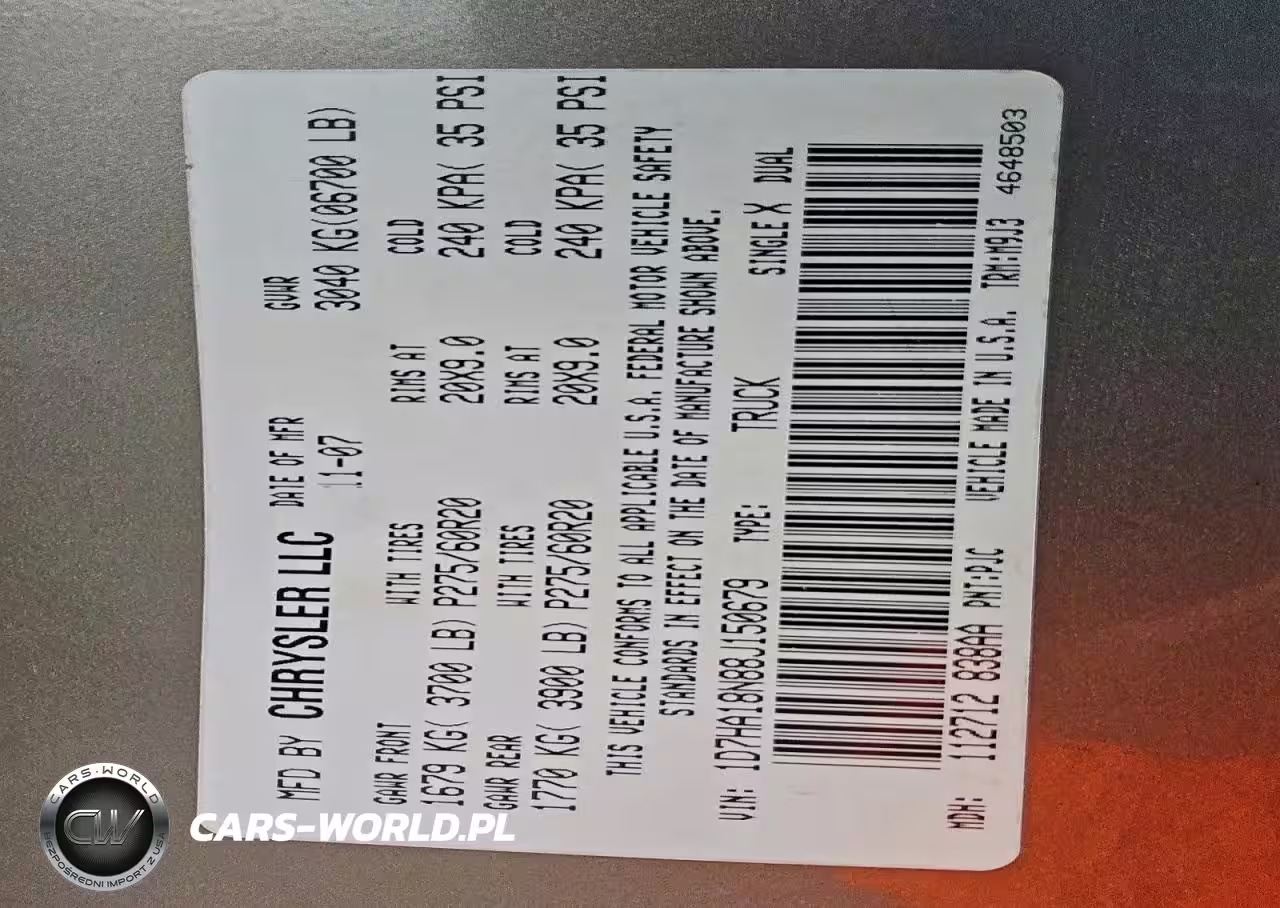 MFD BY CHRYSLER LLC DATE OF MFR GVWR
11-07 3040 KG(06700 LB)
GAWR FRONT WITH TIRES RIMS AT COLD
1679 KG( 3700 LB) P275/60R20 20X9.0 240 KPA( 35 PSI
GAWR REAR WITH TIRES RIMS AT COLD
1770 KG( 3900 LB) P275/60R20 20X9.0 240 KPA( 35 PSI
THIS VEHICLE CONFORMS TO ALL APPLICABLE U.S.A. FEDERAL MOTOR VEHICLE SAFETY
STANDARDS IN EFFECT ON THE DATE OF MANUFACTURE SHOWN ABOVE.
VIN: 1D7HA18N88J150679 TYPE: TRUCK SINGLE X DUAL
MDH: 112712 838AA PNT:PJC VEHICLE MADE IN U.S.A. TRM:M9J3 4648503
CARS-WORLD
CW
BEZPOŚREDNI IMPORT Z USA
CARS-WORLD.PL